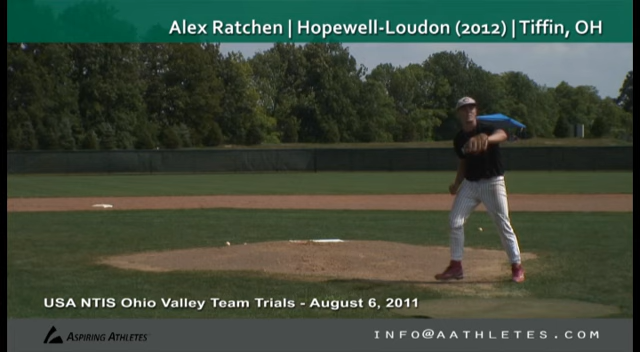 Alex Ratchen | Hopewell-Loudon (2012) | Tiffin, OH
USA NTIS Ohio Valley Team Trials - August 6, 2011
ASPIRING ATHLETES
INFO@AATHLETES.COM